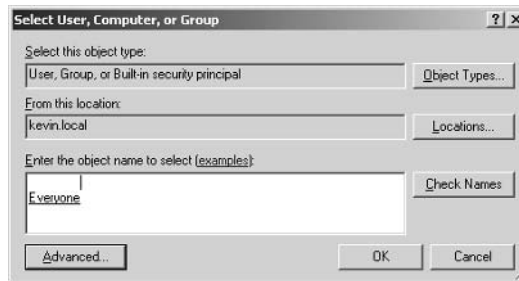 Select User, Computer, or Group
? X
Select this object type:
User, Group, or Built-in security principal
Object Types...
From this location:
kevin.local
Locations...
Enter the object name to select (examples):
Everyone
Check Names
Advanced...
OK
Cancel